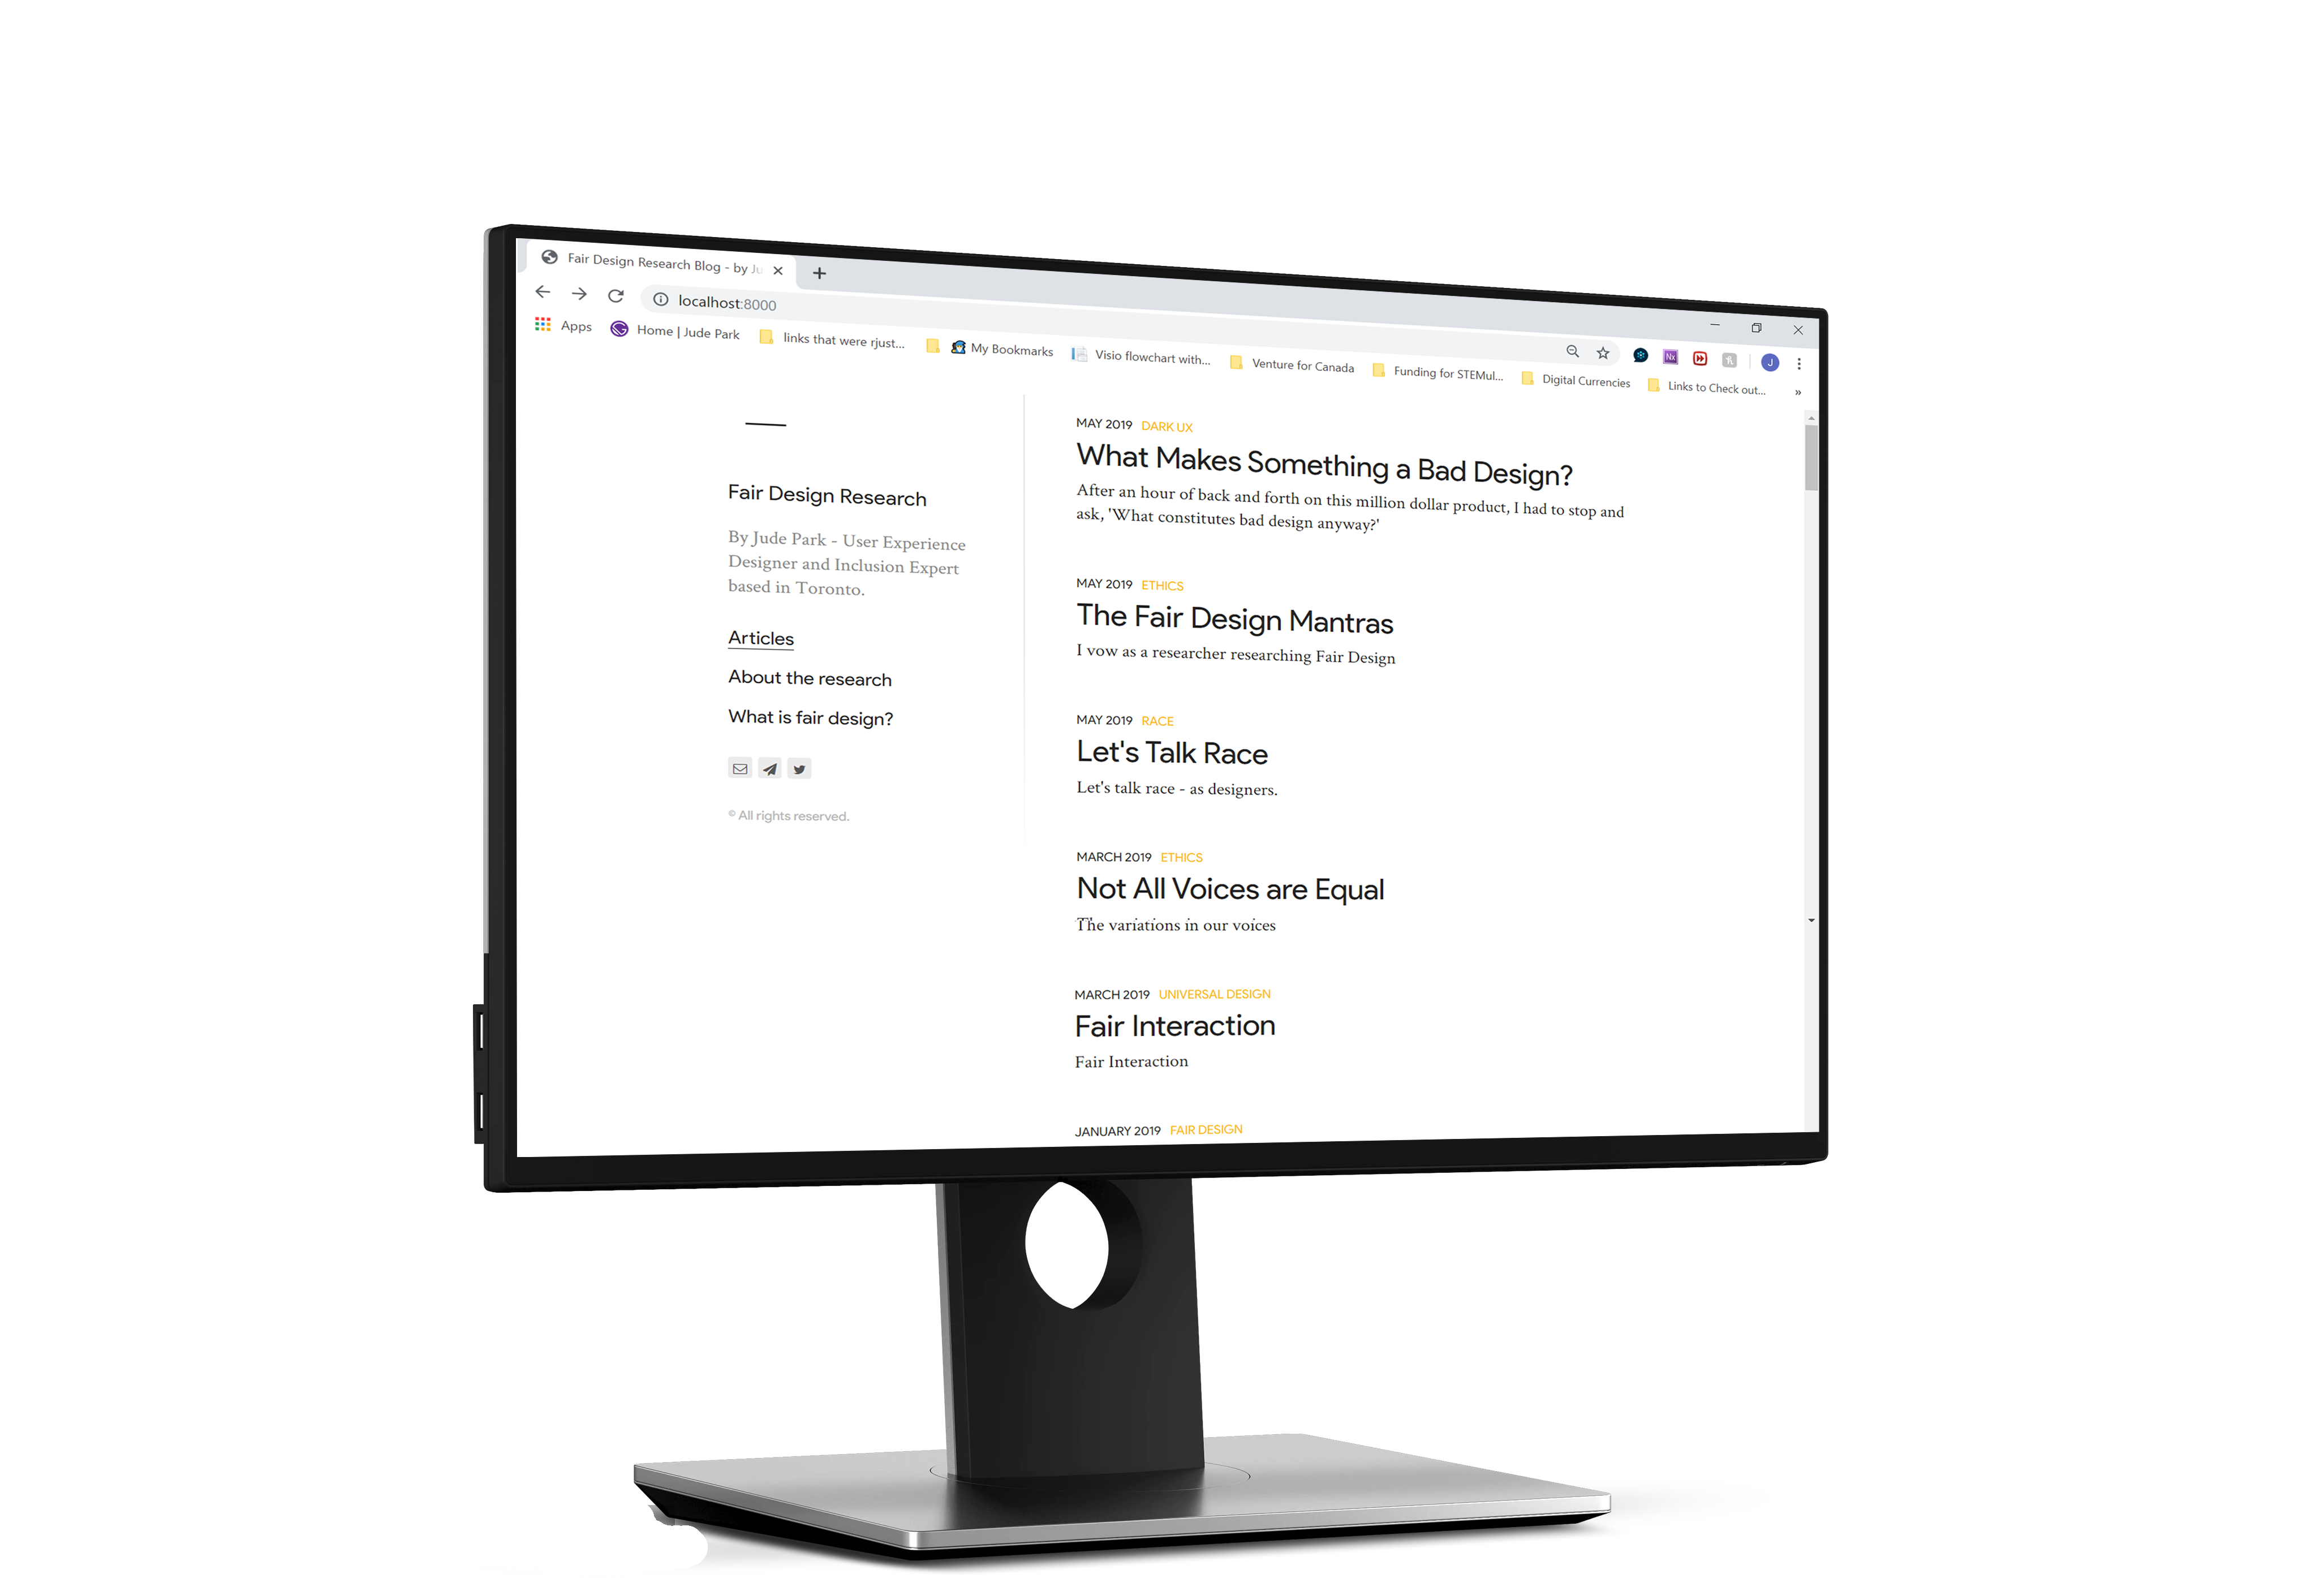 Fair Design Research Blog - by Ju
localhost:8000
Apps
Home | Jude Park
links that were rjust...
My Bookmarks
Visio flowchart with...
Venture for Canada
Funding for STEMul...
Digital Currencies
Links to Check out...
»
Nx
J
Fair Design Research
By Jude Park - User Experience
Designer and Inclusion Expert
based in Toronto.
Articles
About the research
What is fair design?
© All rights reserved.
MAY 2019 DARK UX
What Makes Something a Bad Design?
After an hour of back and forth on this million dollar product, I had to stop and
ask, 'What constitutes bad design anyway?'
MAY 2019 ETHICS
The Fair Design Mantras
I vow as a researcher researching Fair Design
MAY 2019 RACE
Let's Talk Race
Let's talk race - as designers.
MARCH 2019 ETHICS
Not All Voices are Equal
The variations in our voices
MARCH 2019 UNIVERSAL DESIGN
Fair Interaction
Fair Interaction
JANUARY 2019 FAIR DESIGN